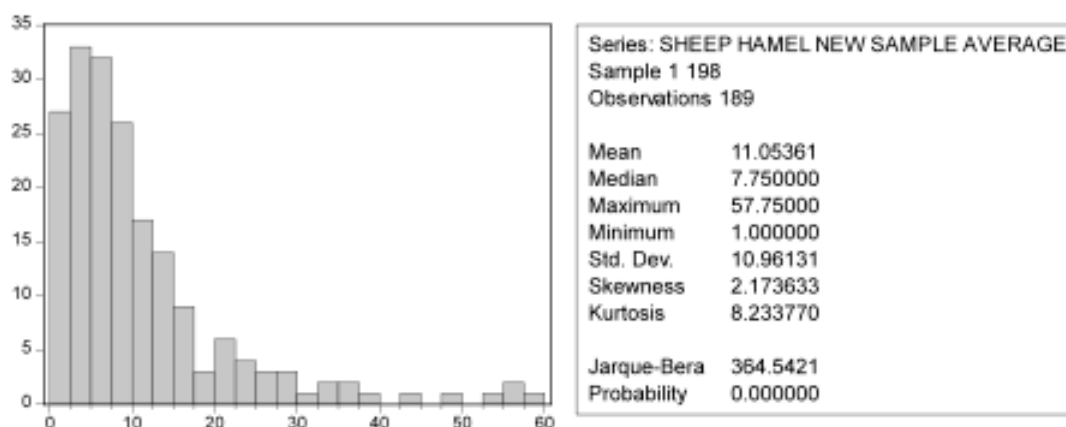 35
30
25
20
15
10
5
0
0 10 20 30 40 50 60
Series: SHEEP HAMEL NEW SAMPLE AVERAGE
Sample 1 198
Observations 189
Mean 11.05361
Median 7.750000
Maximum 57.75000
Minimum 1.000000
Std. Dev. 10.96131
Skewness 2.173633
Kurtosis 8.233770
Jarque-Bera 364.5421
Probability 0.000000